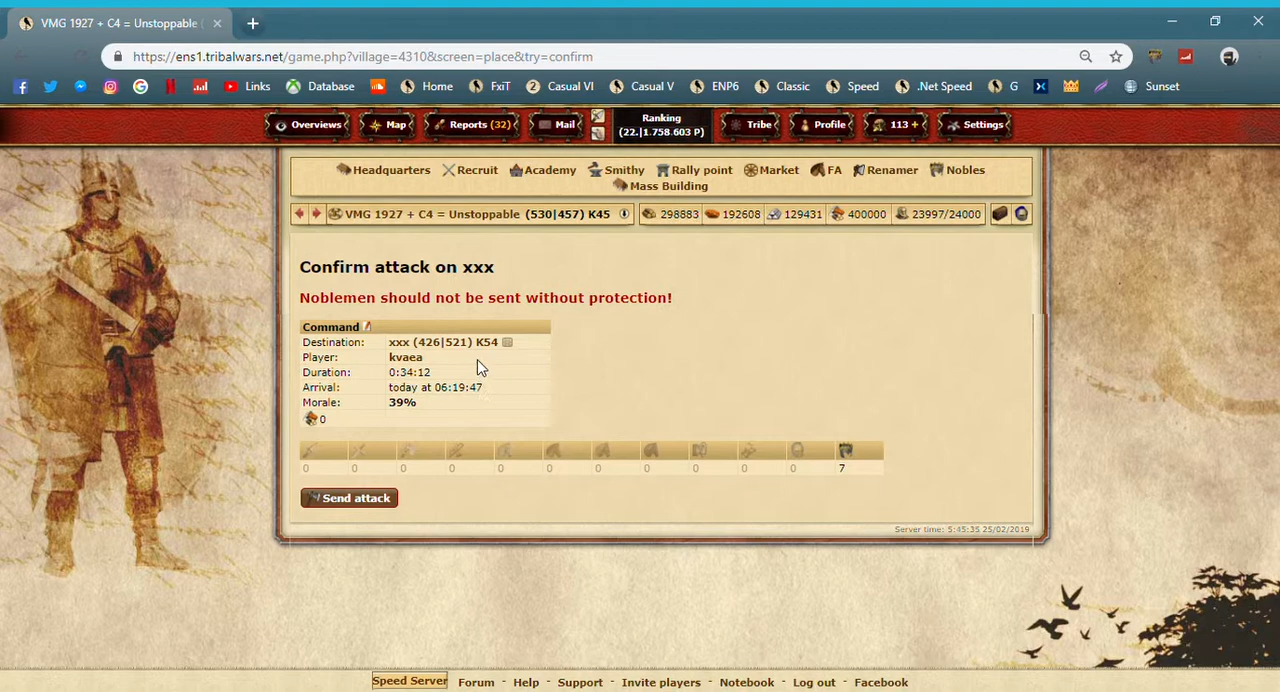 VMG 1927 + C4 = Unstoppable (
https://ens1.tribalwars.net/game.php?village=4310&screen=place&try=confirm
Links Database Home FxiT Casual VI Casual V ENP6 Classic Speed .Net Speed G Sunset
Overviews Map Reports (32) Mail Ranking Tribe Profile 113 + Settings
(22.|1.758.603 P)
Headquarters Recruit Academy Smithy Rally point Market FA Renamer Nobles
Mass Building
VMG 1927 + C4 = Unstoppable (530|457) K45 298883 192608 129431 400000 23997/24000
Confirm attack on xxx
Noblemen should not be sent without protection!
Command
Destination: xxx (426|521) K54
Player: kvaea
Duration: 0:34:12
Arrival: today at 06:19:47
Morale: 39%
0
0 0 0 0 0 0 0 0 0 0 0 7
Send attack
Server time: 5:45:35 25/02/2019
Speed Server Forum - Help - Support - Invite players - Notebook - Log out - Facebook